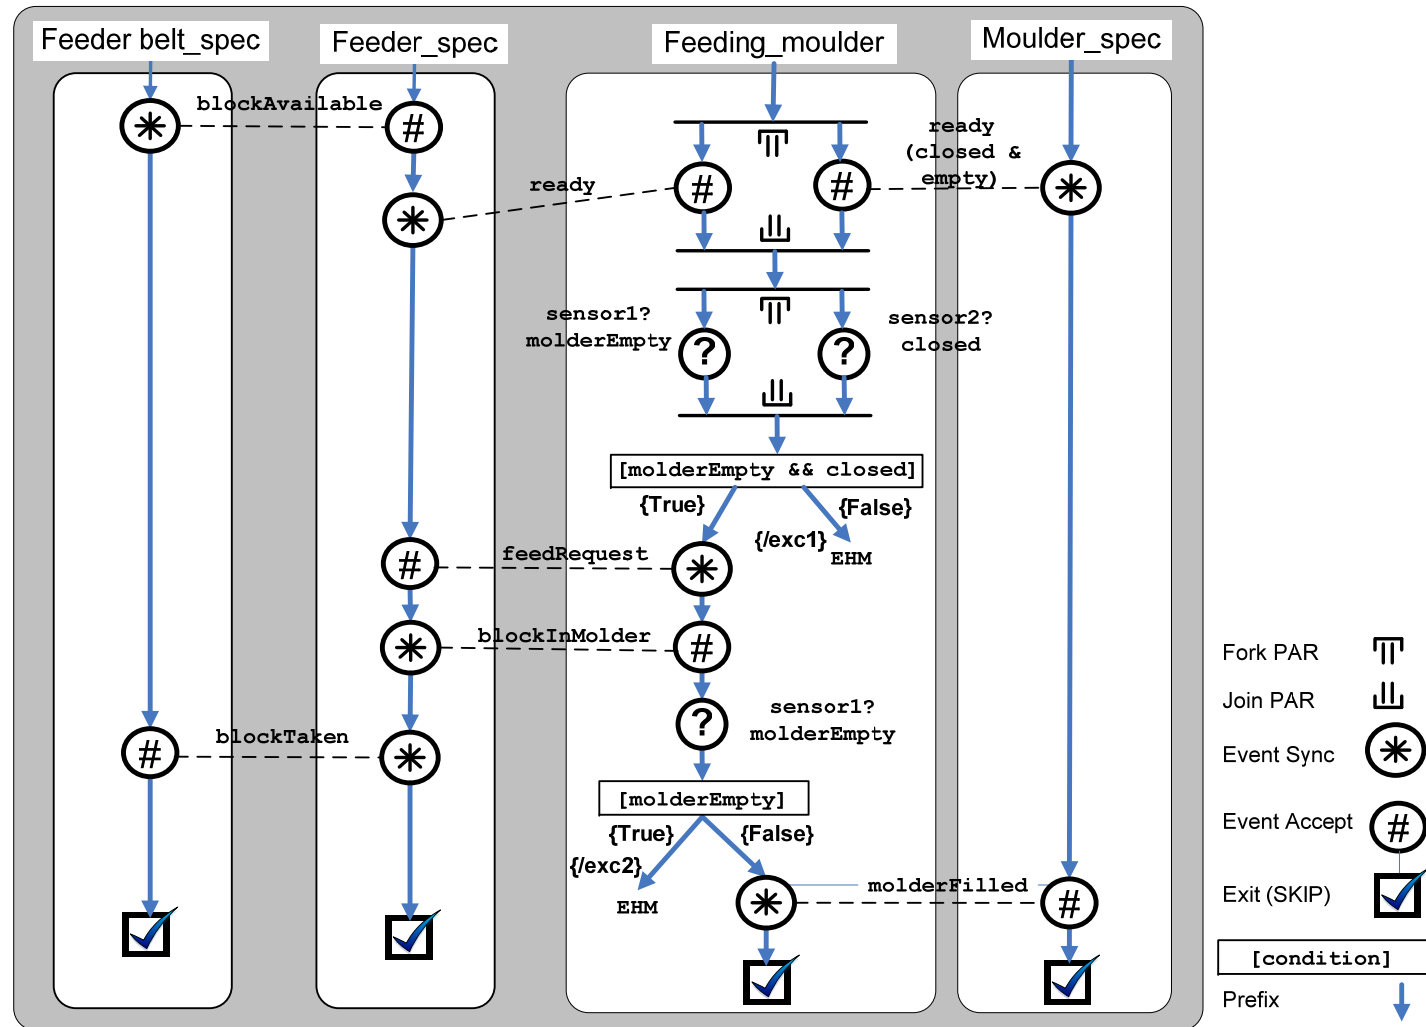 Feeder belt_spec
Feeder_spec
Feeding_moulder
Moulder_spec
blockAvailable
#
ready
(closed &
empty)
ready
#
#
sensor1?
molderEmpty
sensor2?
closed
?
?
[molderEmpty && closed]
{True}
{False}
{/exc1}
EHM
feedRequest
#
blockInMolder
#
sensor1?
molderEmpty
?
blockTaken
#
[molderEmpty]
{True}
{False}
{/exc2}
EHM
molderFilled
#
Fork PAR
Join PAR
Event Sync
Event Accept
#
Exit (SKIP)
[condition]
Prefix